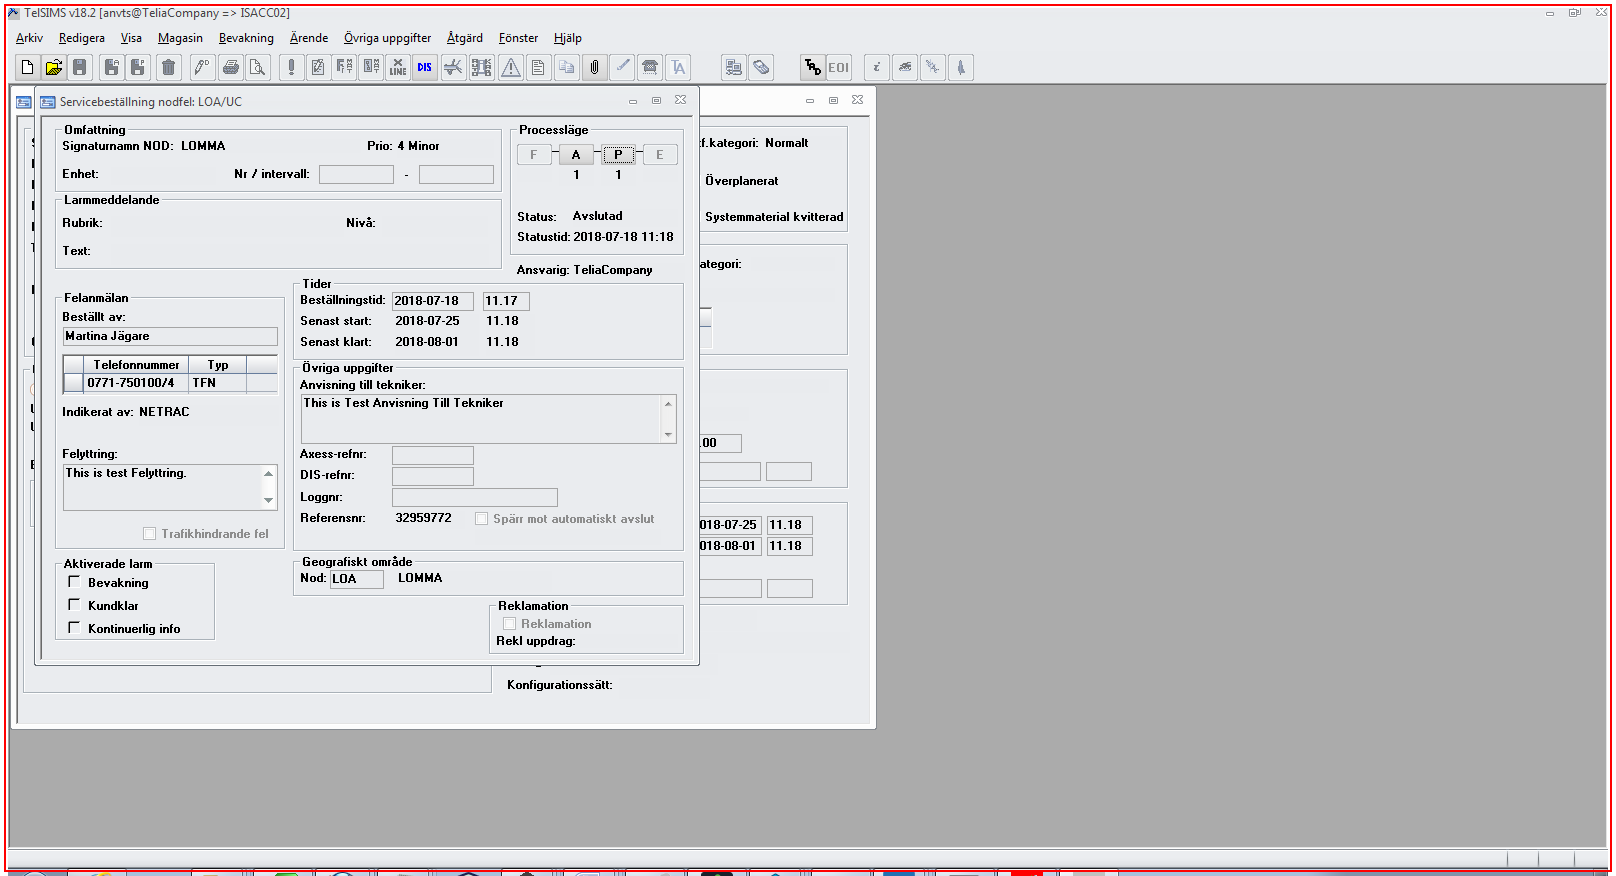 TelSIMS v18.2 [anvts@TeliaCompany => ISACC02]
Arkiv Redigera Visa Magasin Bevakning Ärende Övriga uppgifter Åtgärd Fönster Hjälp
X LINE DIS TA EOI
Servicebeställning nodfel: LOA/UC
Omfattning
Signaturnamn NOD: LOMMA Prio: 4 Minor
Enhet: Nr / intervall: -
Larmmeddelande
Rubrik: Nivå:
Text:
Processläge
F A P E
1 1
Status: Avslutad
Statustid: 2018-07-18 11:18
Ansvarig: TeliaCompany
Felanmälan
Beställt av:
Martina Jägare
Telefonnummer Typ
0771-750100/4 TFN
Indikerat av: NETRAC
Felyttring:
This is test Felyttring.
Trafikhindrande fel
Tider
Beställningstid: 2018-07-18 11.17
Senast start: 2018-07-25 11.18
Senast klart: 2018-08-01 11.18
Övriga uppgifter
Anvisning till tekniker:
This is Test Anvisning Till Tekniker
Axess-refnr:
DIS-refnr:
Loggnr:
Referensnr: 32959772 Spärr mot automatiskt avslut
Geografiskt område
Nod: LOA LOMMA
Aktiverade larm
Bevakning
Kundklar
Kontinuerlig info
Reklamation
Reklamation
Rekl uppdrag:
f.kategori: Normalt
Överplanerat
Systemmaterial kvitterad
ategori:
.00
018-07-25 11.18
018-08-01 11.18
Konfigurationssätt: